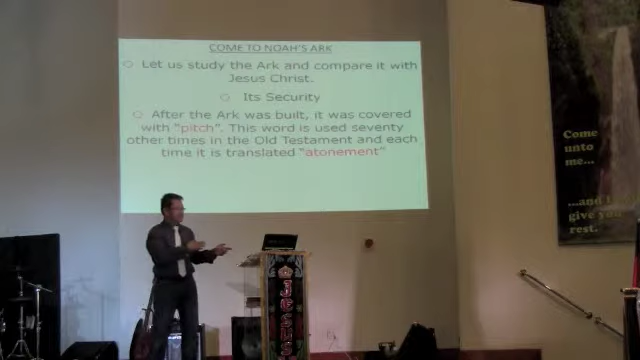 COME TO NOAH'S ARK
Let us study the Ark and compare it with
Jesus Christ.
Its Security
After the Ark was built, it was covered
with "pitch". This word is used seventy
other times in the Old Testament and each
time it is translated "atonement"
Come
unto
me...
...and I
give you
rest.
JESUS